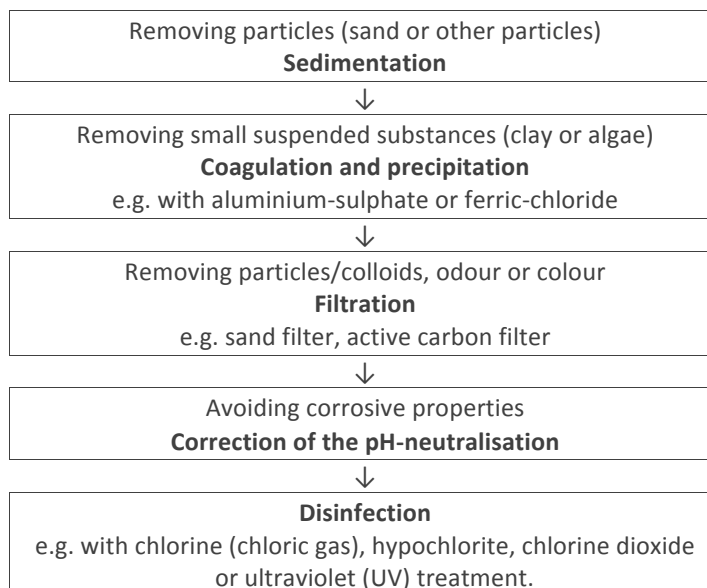 Removing particles (sand or other particles)
Sedimentation
↓
Removing small suspended substances (clay or algae)
Coagulation and precipitation
e.g. with aluminium-sulphate or ferric-chloride
↓
Removing particles/colloids, odour or colour
Filtration
e.g. sand filter, active carbon filter
↓
Avoiding corrosive properties
Correction of the pH-neutralisation
↓
Disinfection
e.g. with chlorine (chloric gas), hypochlorite, chlorine dioxide
or ultraviolet (UV) treatment.